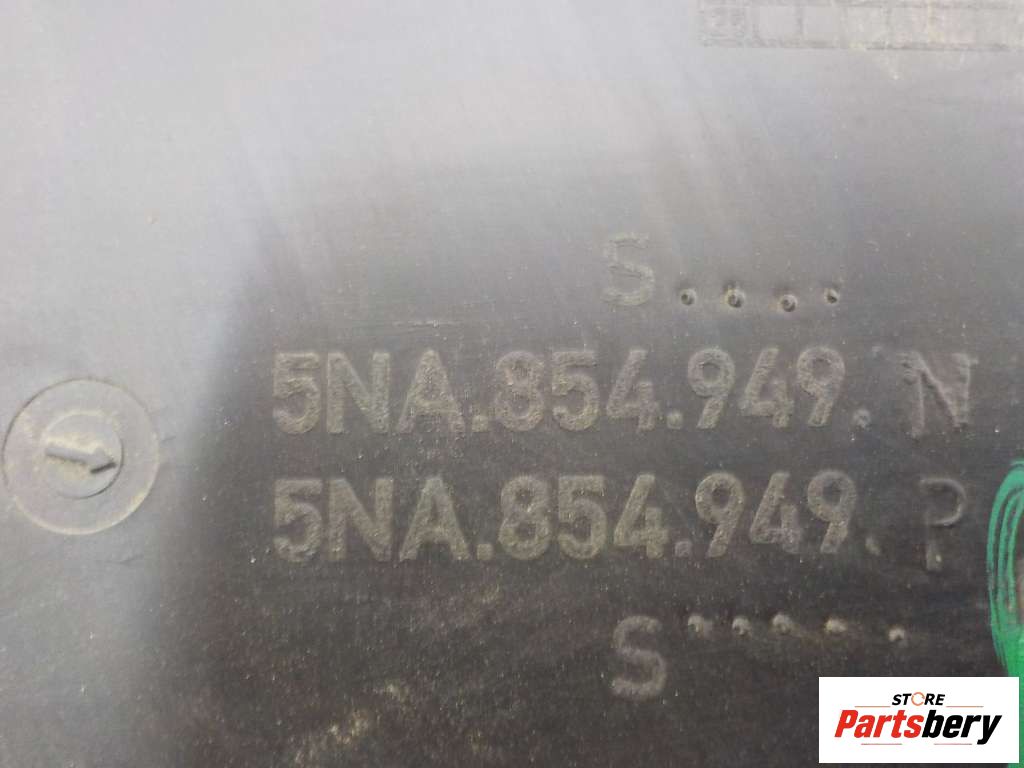 S....
5NA.854.949.N
5NA.854.949.P
S.....
STORE
Partsbery